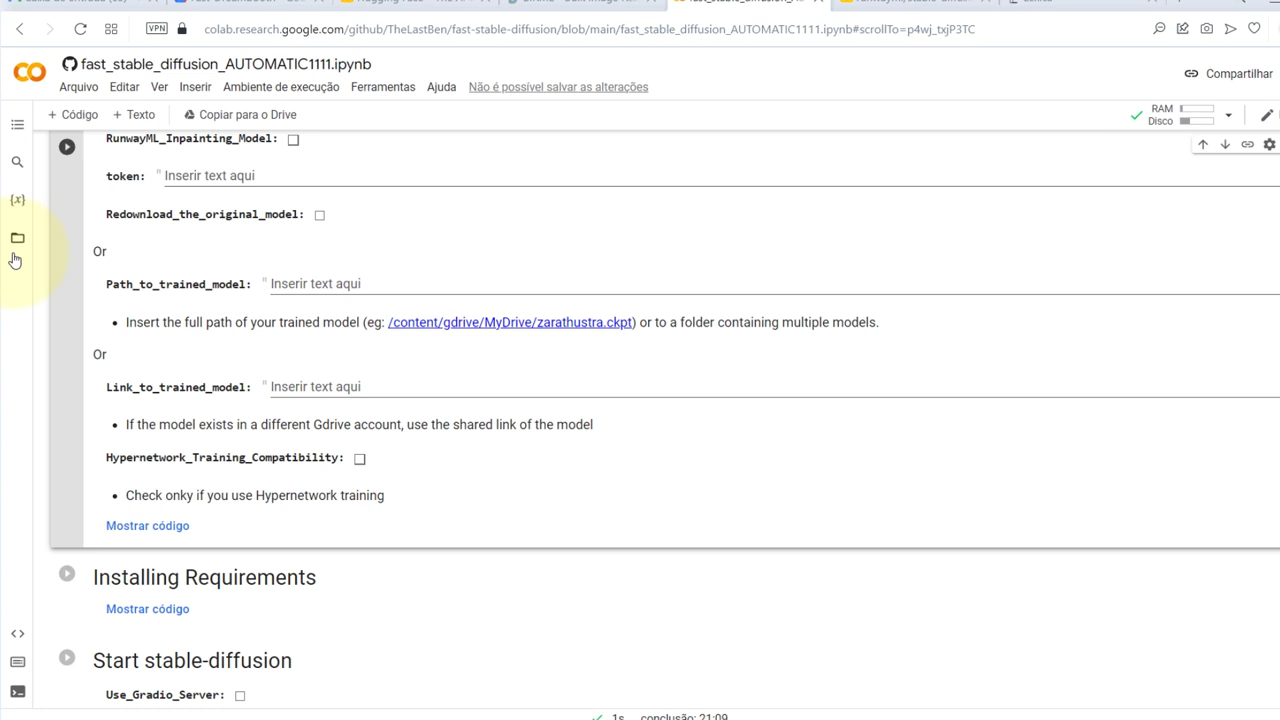 colab.research.google.com/github/TheLastBen/fast-stable-diffusion/blob/main/fast_stable_diffusion_AUTOMATIC1111.ipynb#scrollTo=p4wj_txjP3TC
VPN
fast_stable_diffusion_AUTOMATIC1111.ipynb
Compartilhar
Arquivo Editar Ver Inserir Ambiente de execução Ferramentas Ajuda Não é possível salvar as alterações
+ Código + Texto Copiar para o Drive
RAM
Disco
RunwayML_Inpainting_Model:
token: " Inserir text aqui
{x}
Redownload_the_original_model:
Or
Path_to_trained_model: " Inserir text aqui
• Insert the full path of your trained model (eg: /content/gdrive/MyDrive/zarathustra.ckpt) or to a folder containing multiple models.
Or
Link_to_trained_model: " Inserir text aqui
• If the model exists in a different Gdrive account, use the shared link of the model
Hypernetwork_Training_Compatibility:
• Check onky if you use Hypernetwork training
Mostrar código
Installing Requirements
Mostrar código
Start stable-diffusion
Use_Gradio_Server:
1s conclusão: 21:09